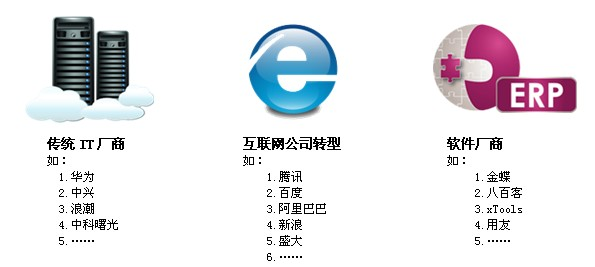 ERP
传统 IT 厂商
如：
1.华为
2.中兴
3.浪潮
4.中科曙光
5.……
互联网公司转型
如：
1.腾讯
2.百度
3.阿里巴巴
4.新浪
5.盛大
6.……
软件厂商
如：
1.金蝶
2.八百客
3.xTools
4.用友
5.……